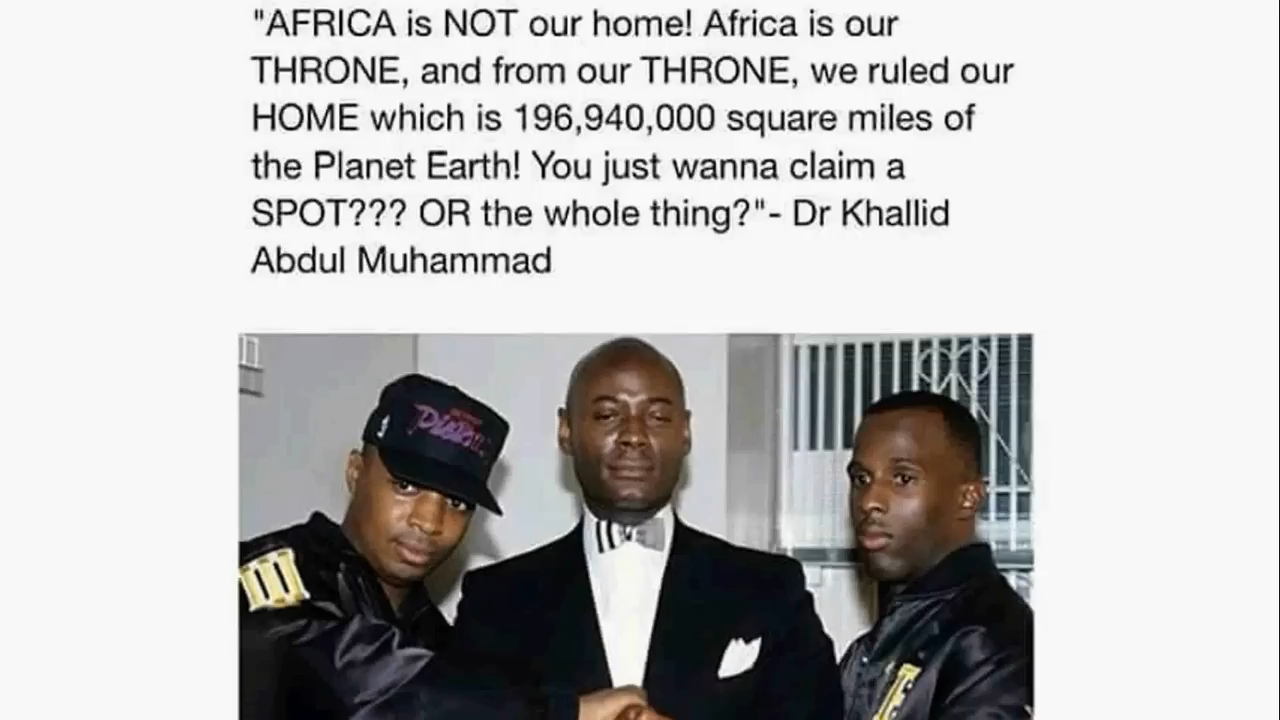 "AFRICA is NOT our home! Africa is our
THRONE, and from our THRONE, we ruled our
HOME which is 196,940,000 square miles of
the Planet Earth! You just wanna claim a
SPOT??? OR the whole thing?"- Dr Khallid
Abdul Muhammad